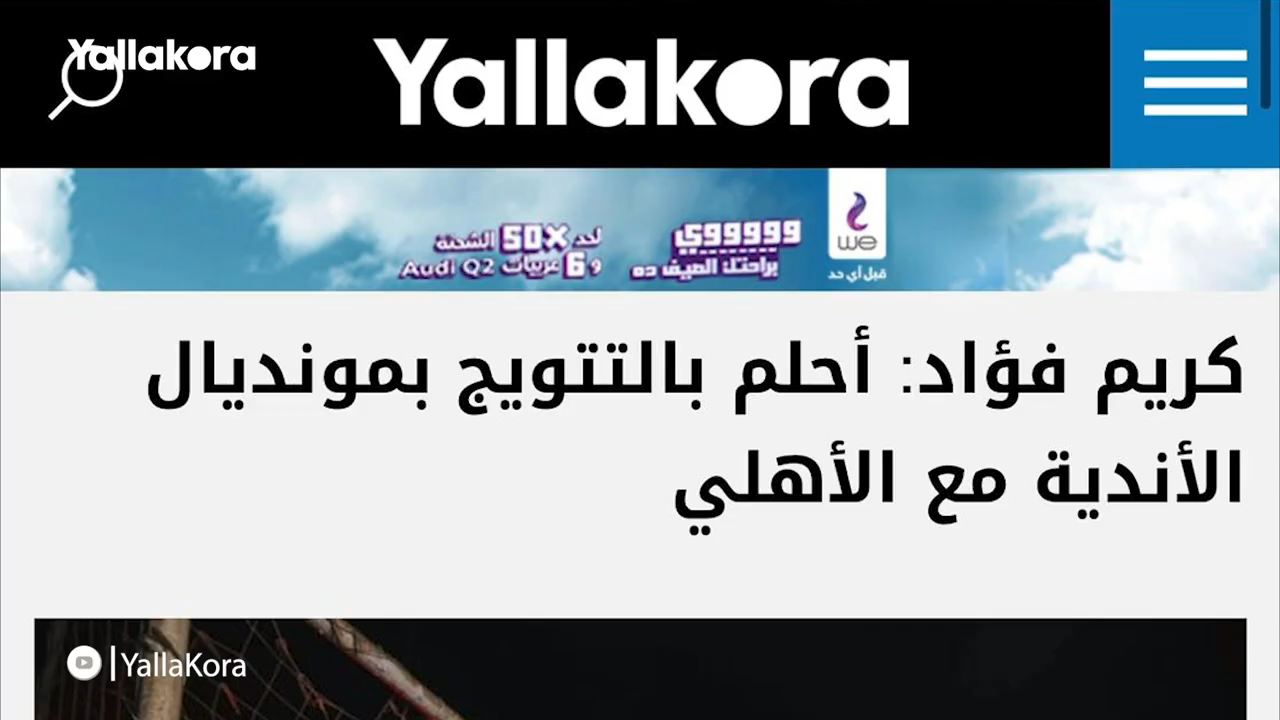 Yallakora
Yallakora
we
قبل أي حد
وووووي
براحتك الصيف ده
لحد 50X الشحنة
و 6 عربيات Audi Q2
كريم فؤاد: أحلم بالتتويج بمونديال
الأندية مع الأهلي
YallaKora